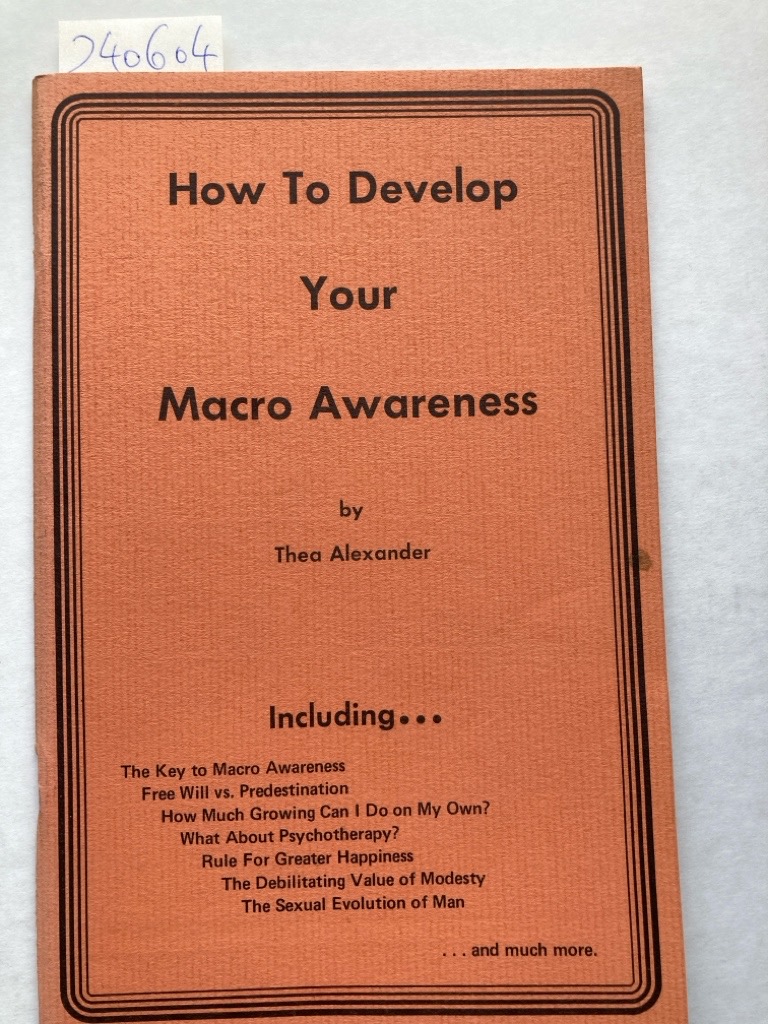 240604
How To Develop
Your
Macro Awareness
by
Thea Alexander
Including...
The Key to Macro Awareness
Free Will vs. Predestination
How Much Growing Can I Do on My Own?
What About Psychotherapy?
Rule For Greater Happiness
The Debilitating Value of Modesty
The Sexual Evolution of Man
...and much more.